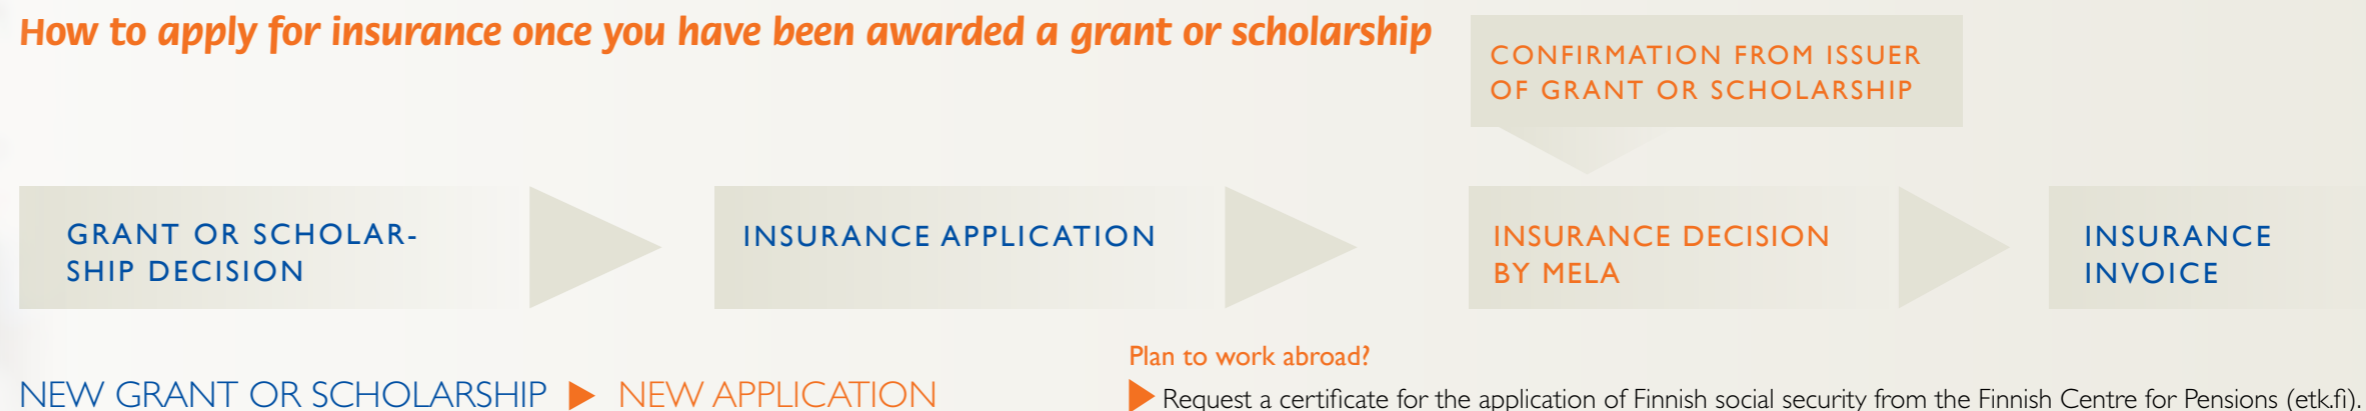 How to apply for insurance once you have been awarded a grant or scholarship
CONFIRMATION FROM ISSUER
OF GRANT OR SCHOLARSHIP
GRANT OR SCHOLAR-
SHIP DECISION
INSURANCE APPLICATION
INSURANCE DECISION
BY MELA
INSURANCE
INVOICE
NEW GRANT OR SCHOLARSHIP ▶ NEW APPLICATION
Plan to work abroad?
▶ Request a certificate for the application of Finnish social security from the Finnish Centre for Pensions (etk.fi).